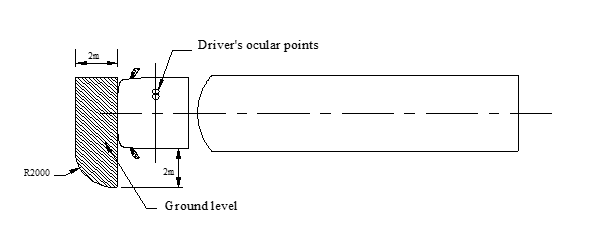 Driver's ocular points
2m
R2000
2m
Ground level